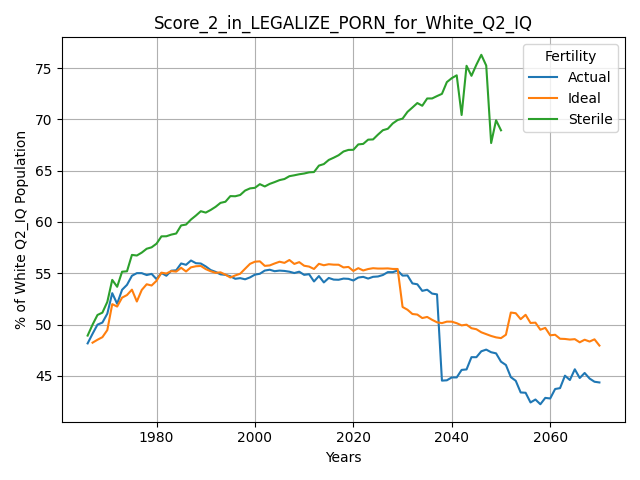 Score_2_in_LEGALIZE_PORN_for_White_Q2_IQ
Fertility
Actual
Ideal
Sterile
% of White Q2_IQ Population
75
70
65
60
55
50
45
1980
2000
2020
2040
2060
Years